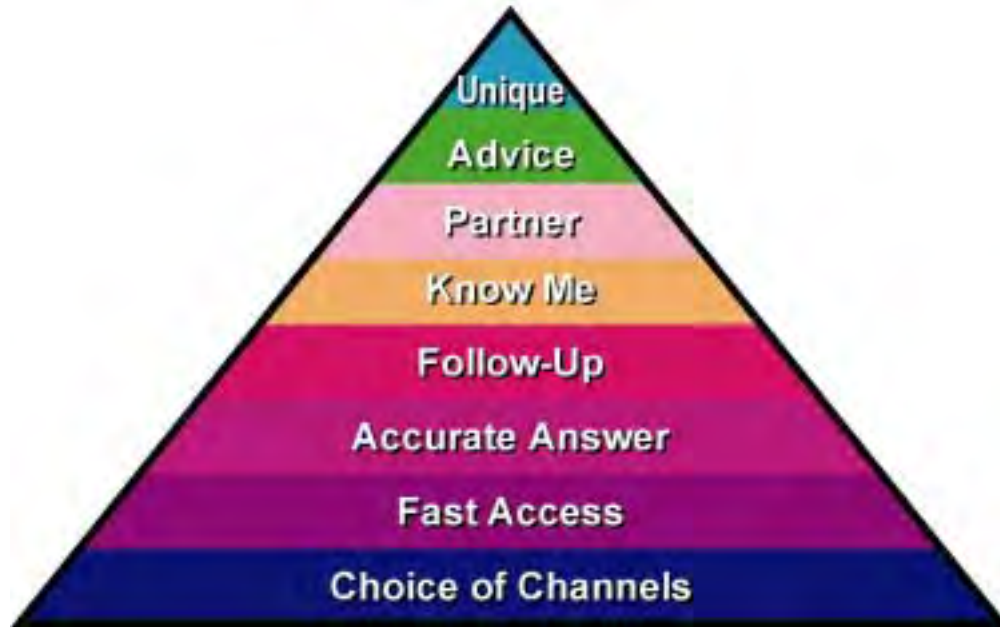 Unique
Advice
Partner
Know Me
Follow-Up
Accurate Answer
Fast Access
Choice of Channels